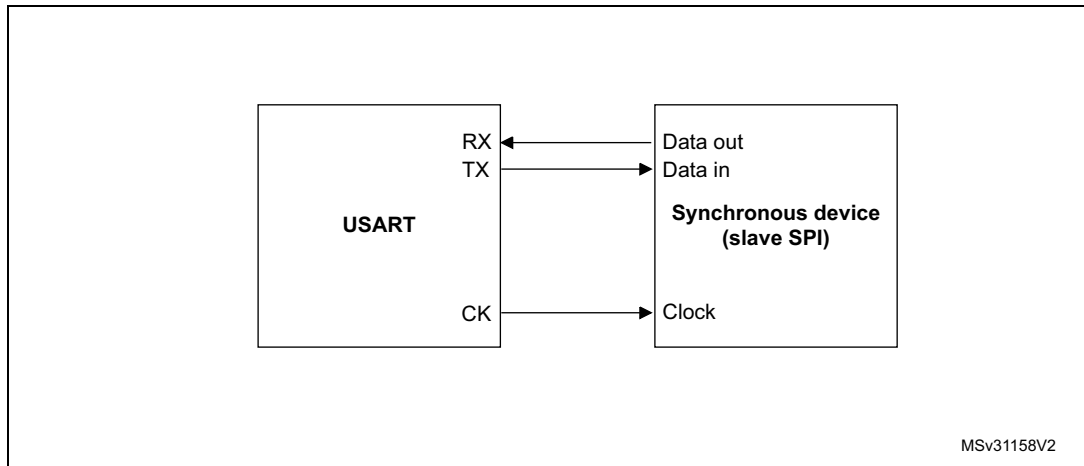 RX
TX
USART
CK
Data out
Data in
Synchronous device
(slave SPI)
Clock
MSv31158V2